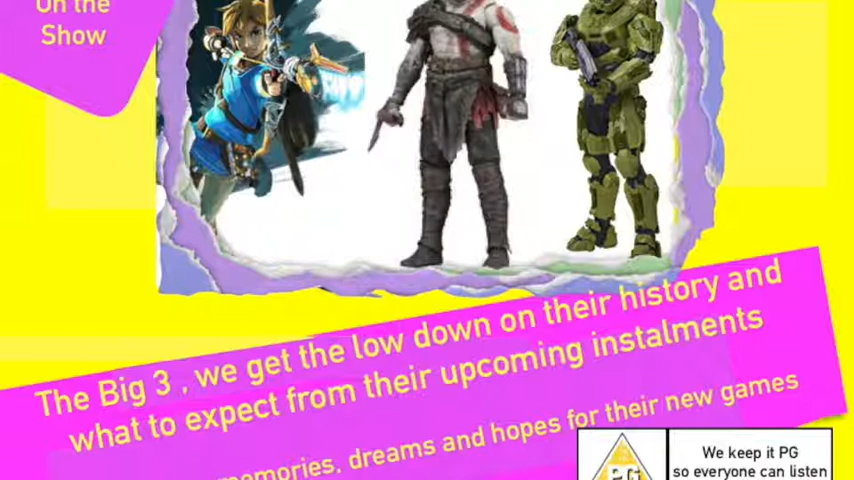 On the
Show
The Big 3 , we get the low down on their history and
what to expect from their upcoming instalments
memories, dreams and hopes for their new games
PG
We keep it PG
so everyone can listen